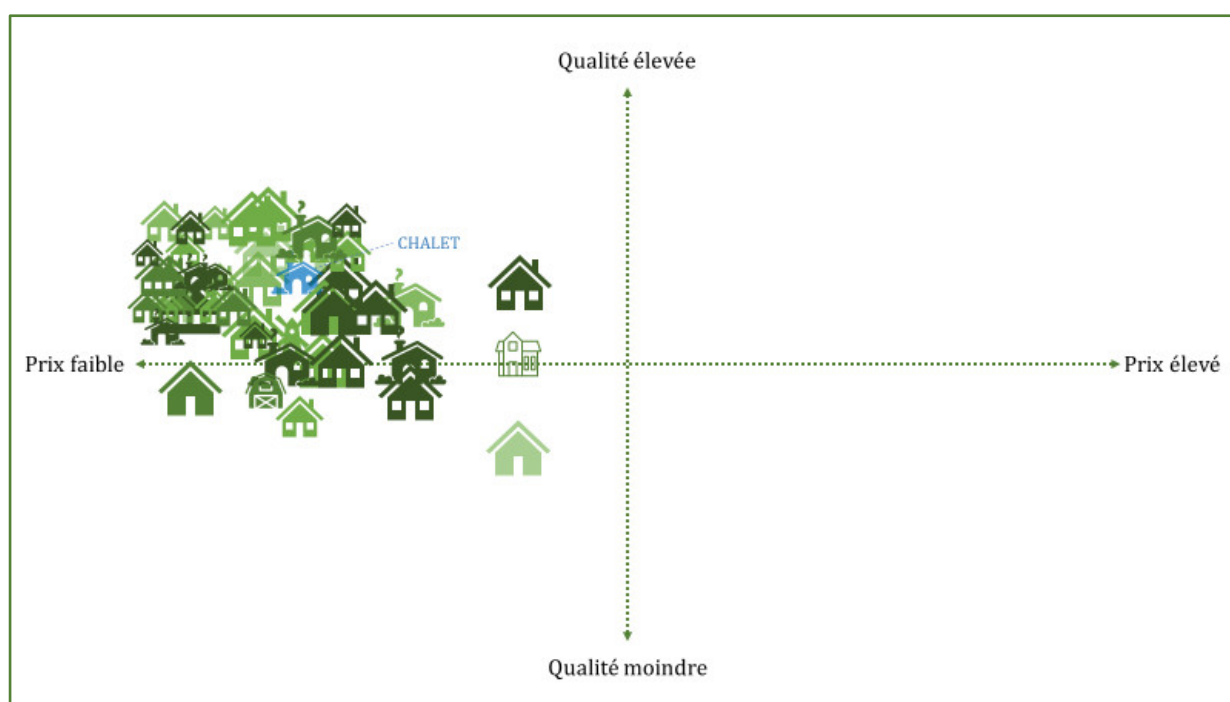 Qualité élevée
CHALET
Prix faible
Prix élevé
Qualité moindre